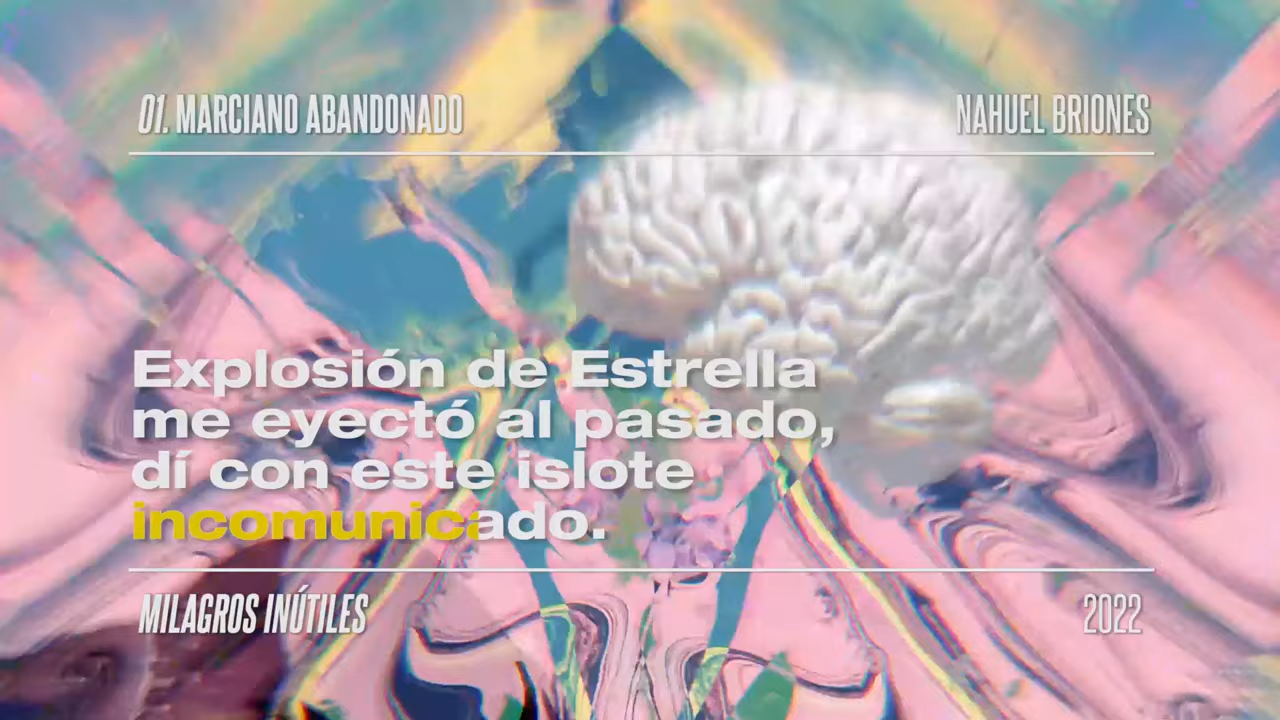 01. MARCIANO ABANDONADO
NAHUEL BRIONES
Explosión de Estrella
me eyectó al pasado,
dí con este islote
incomunicado.
MILAGROS INÚTILES
2022